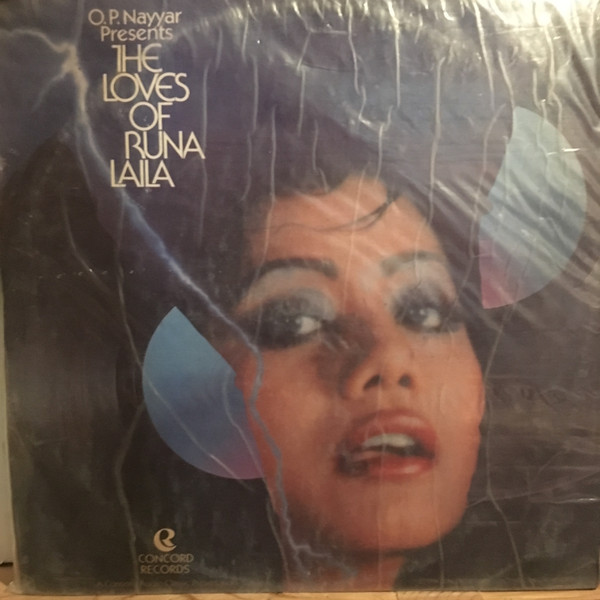 O.P. Nayyar
Presents
THE
LOVES
OF
RUNA
LAILA
CONCORD
RECORDS